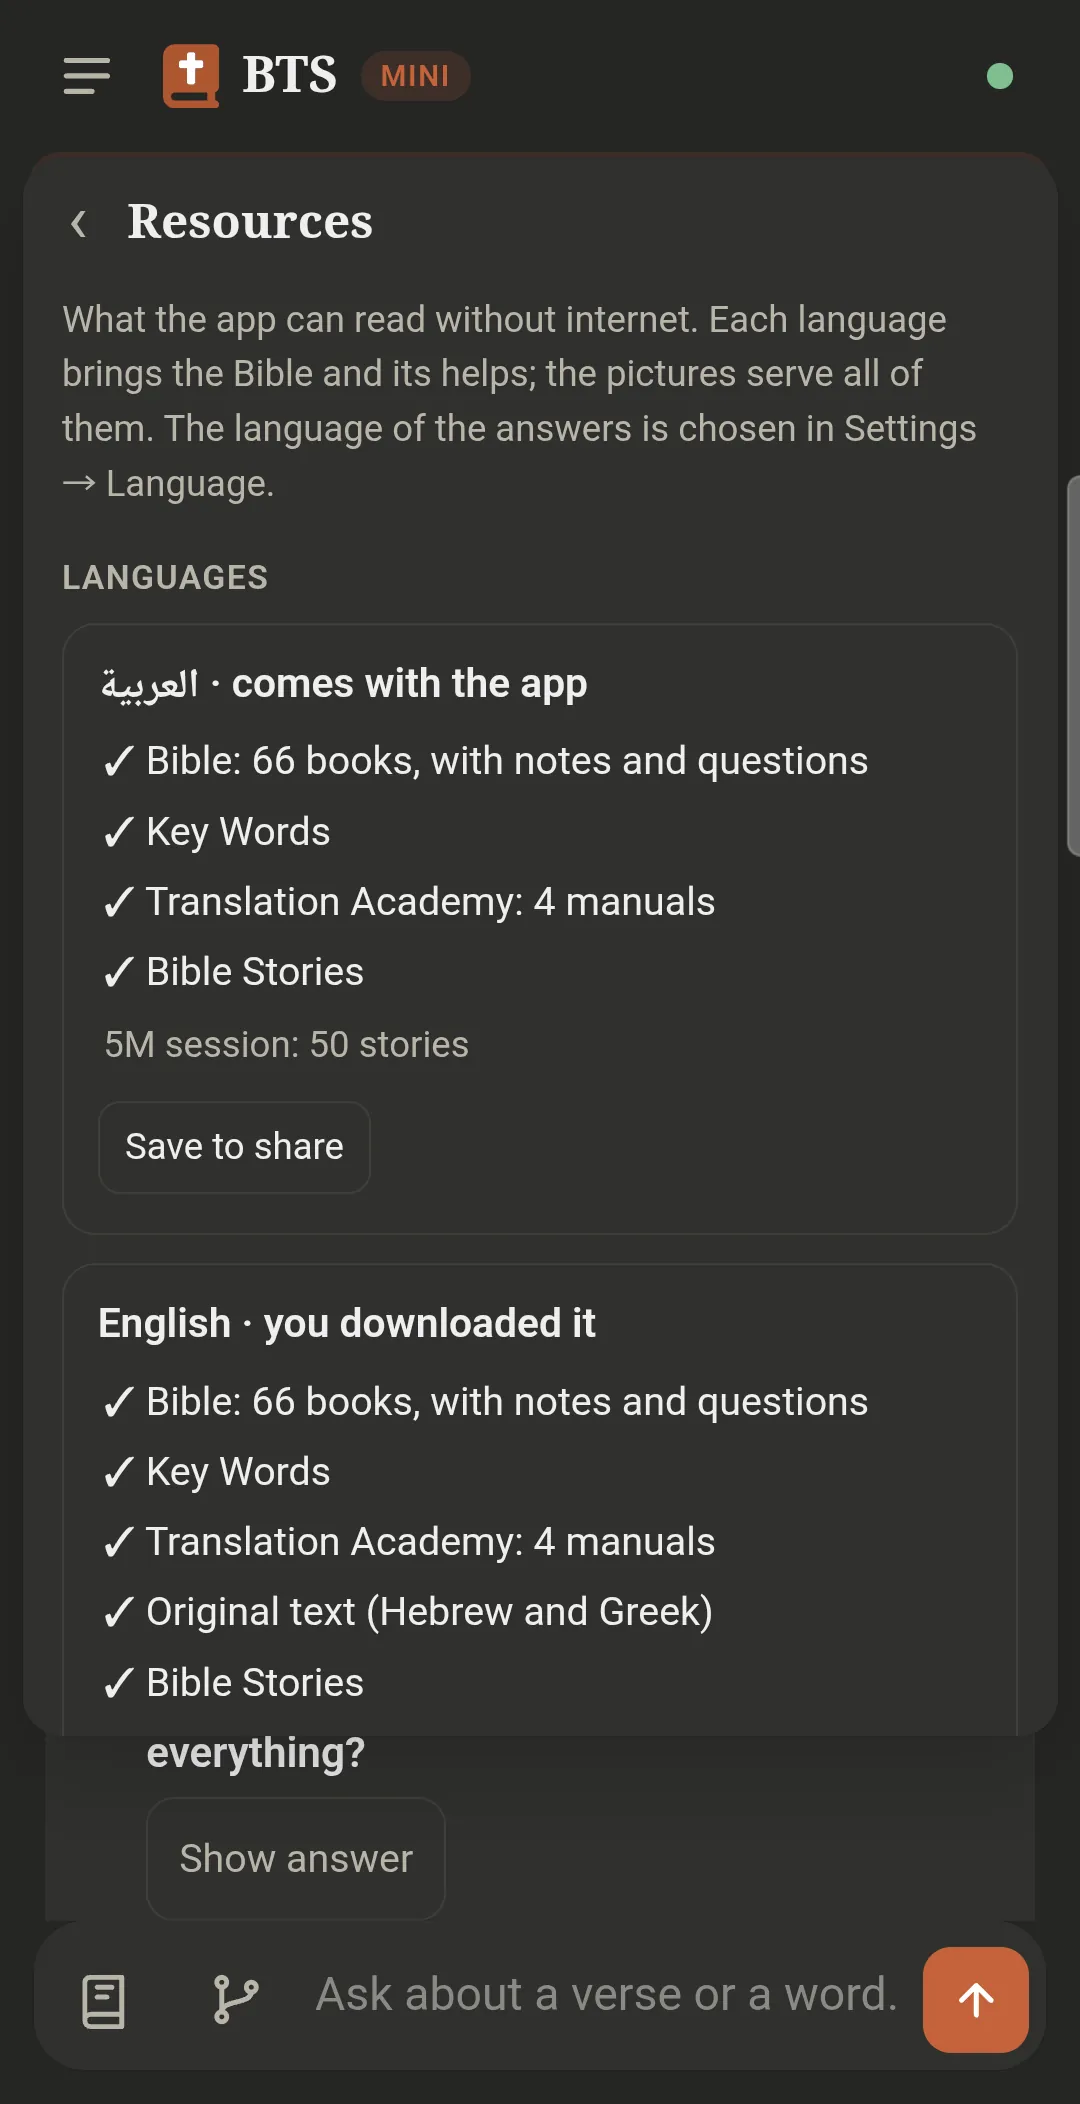 BTS MINI
‹ Resources
What the app can read without internet. Each language
brings the Bible and its helps; the pictures serve all of
them. The language of the answers is chosen in Settings
→ Language.
LANGUAGES
العربية · comes with the app
✓ Bible: 66 books, with notes and questions
✓ Key Words
✓ Translation Academy: 4 manuals
✓ Bible Stories
5M session: 50 stories
Save to share
English · you downloaded it
✓ Bible: 66 books, with notes and questions
✓ Key Words
✓ Translation Academy: 4 manuals
✓ Original text (Hebrew and Greek)
✓ Bible Stories
everything?
Show answer
Ask about a verse or a word.